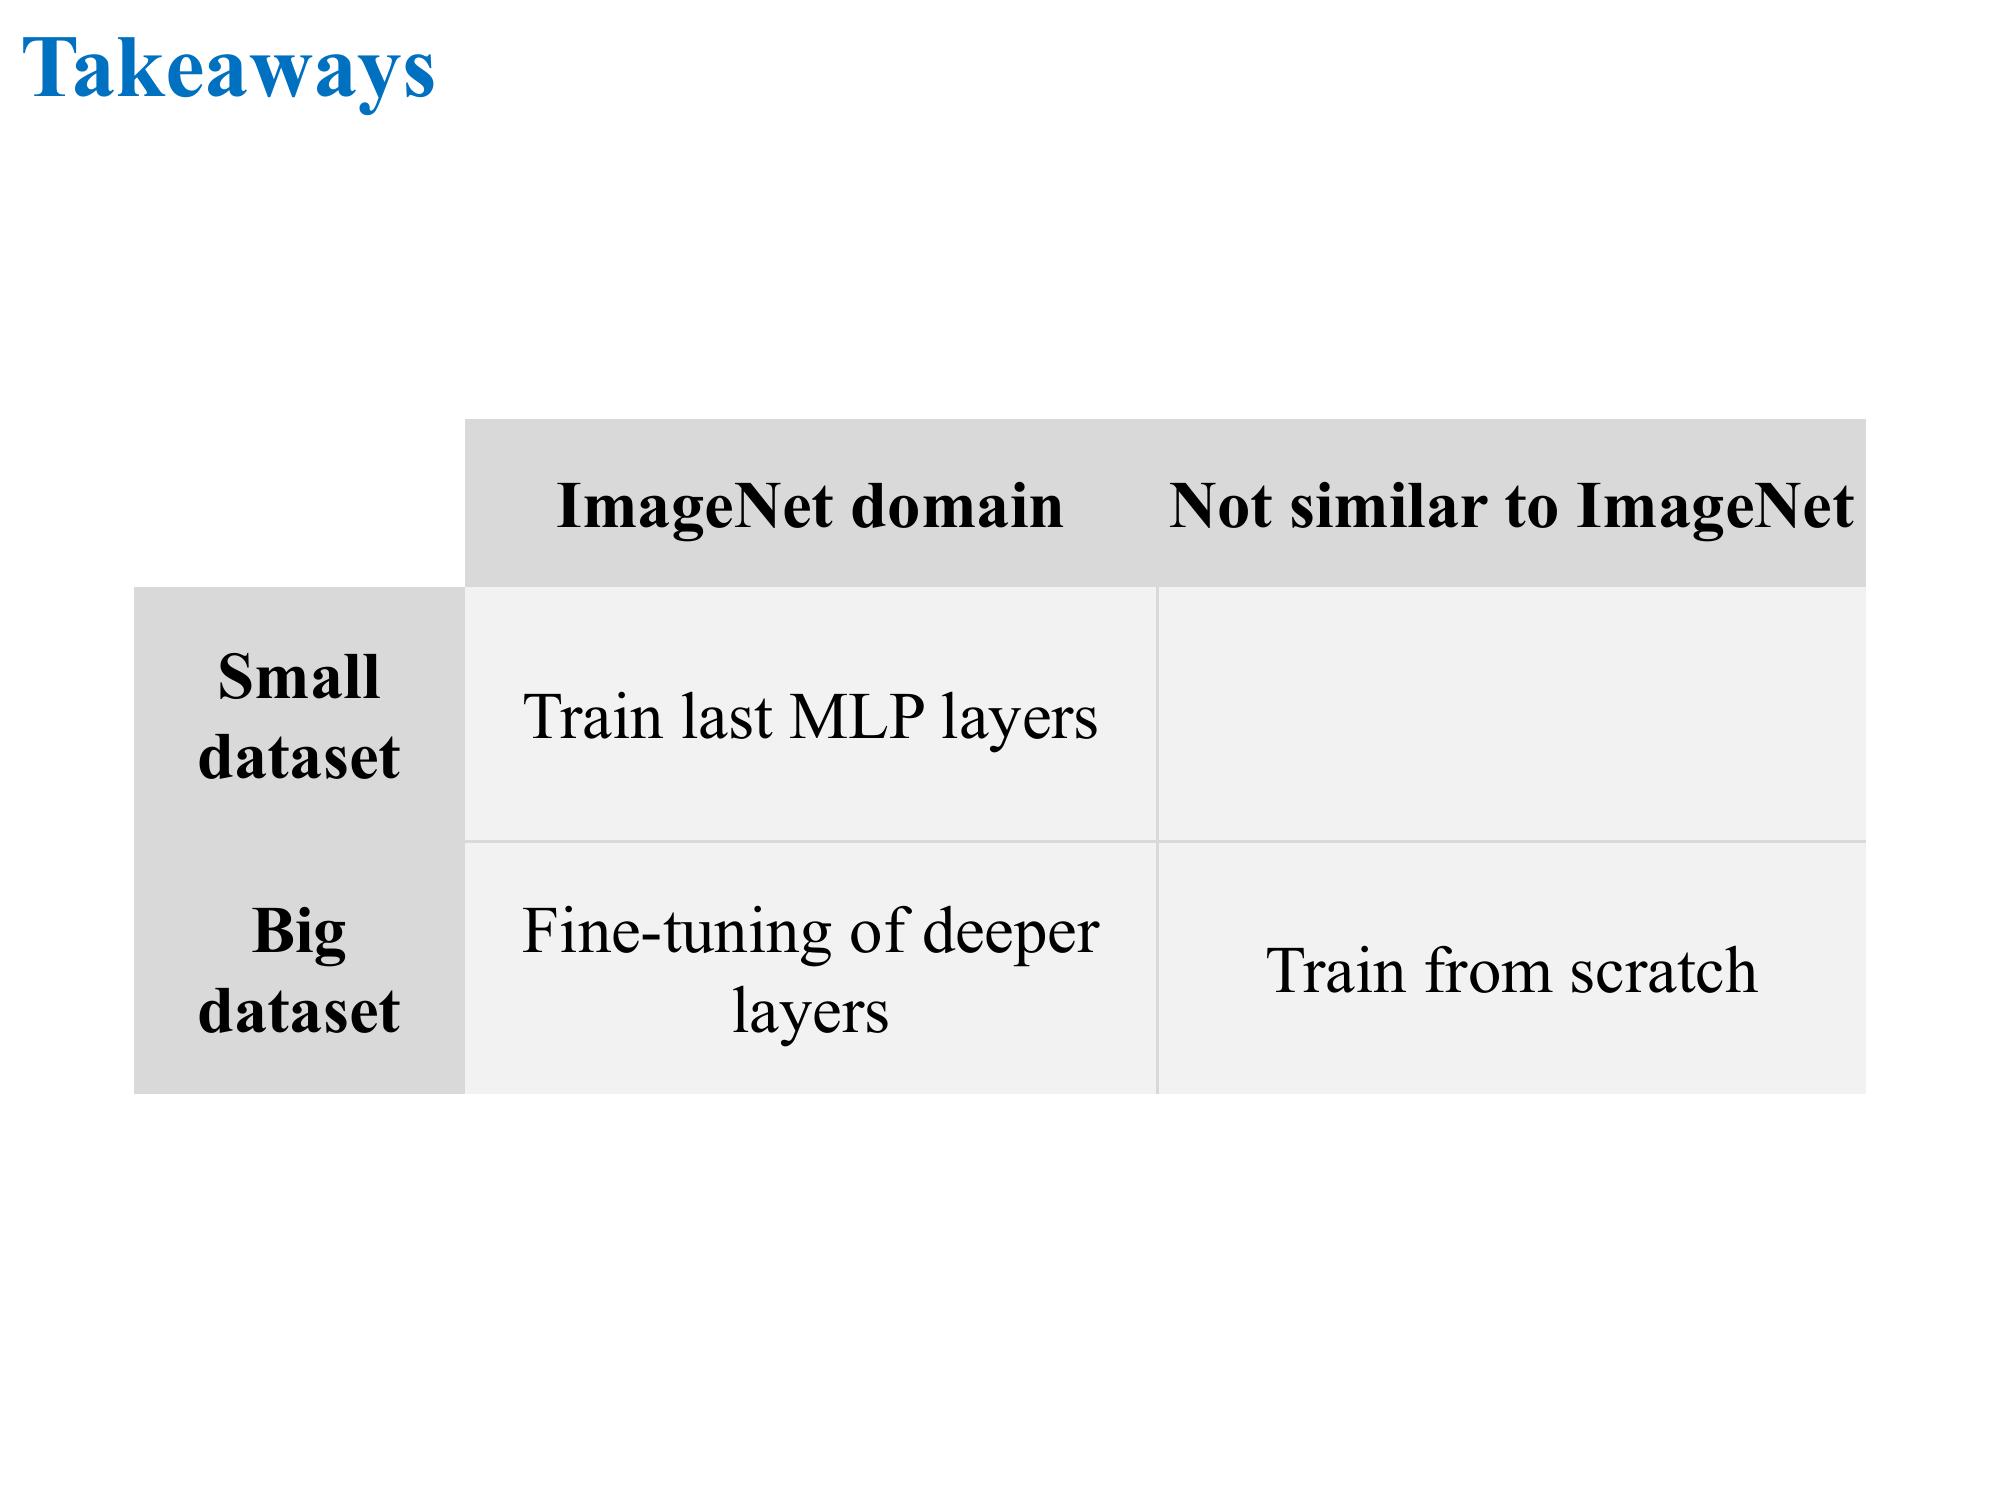 Takeaways
ImageNet domain
Not similar to ImageNet
Small
dataset
Train last MLP layers
Big
dataset
Fine-tuning of deeper
layers
Train from scratch